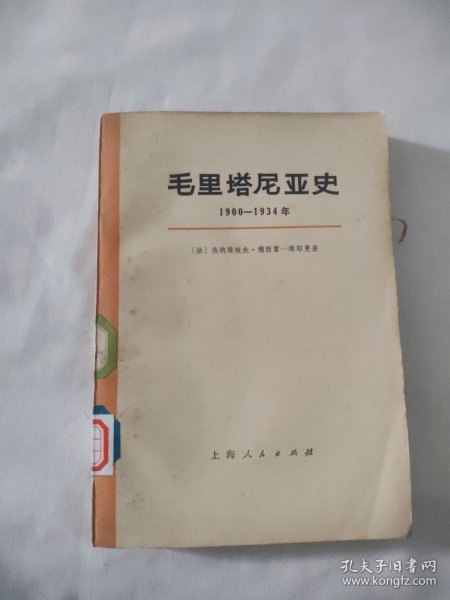 毛里塔尼亚史
1900—1934年
〔法〕热纳维埃夫·德西雷—维耶曼著
上海人民出版社
孔夫子旧书网
www.kongfz.com